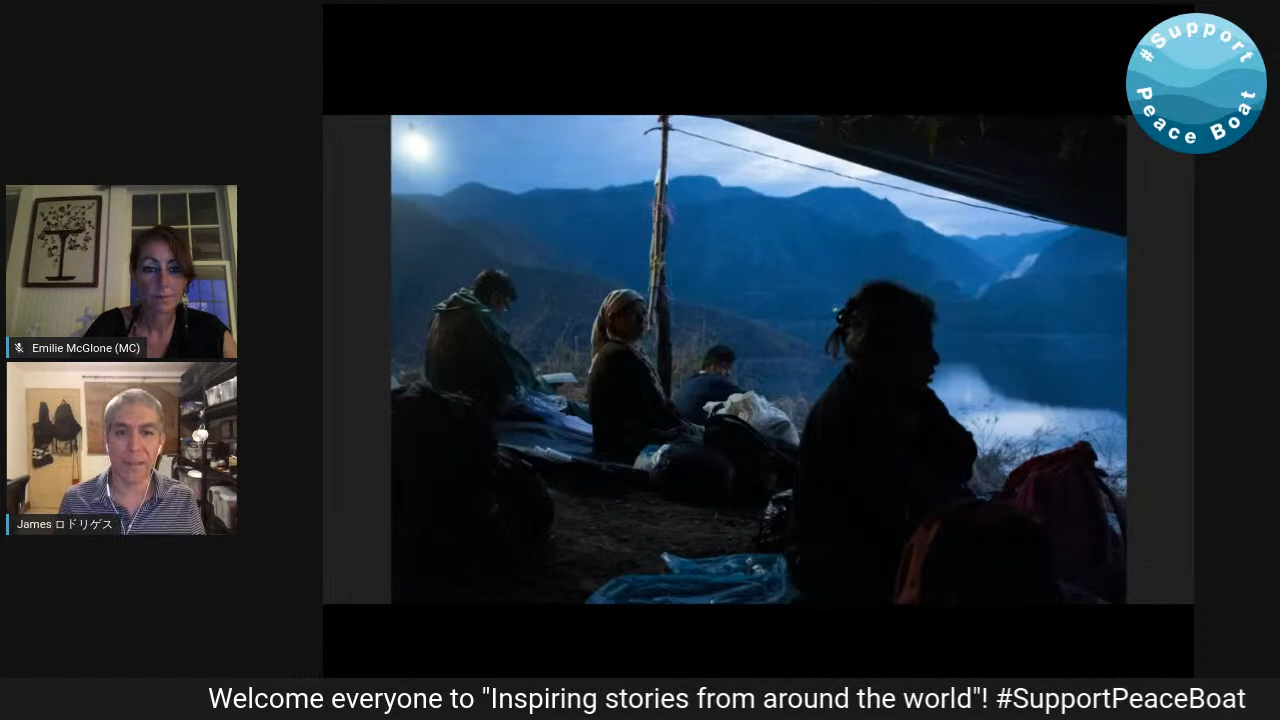 #Support
Peace Boat
Emilie McGlone (MC)
James ロドリゲス
Welcome everyone to "Inspiring stories from around the world"! #SupportPeaceBoat